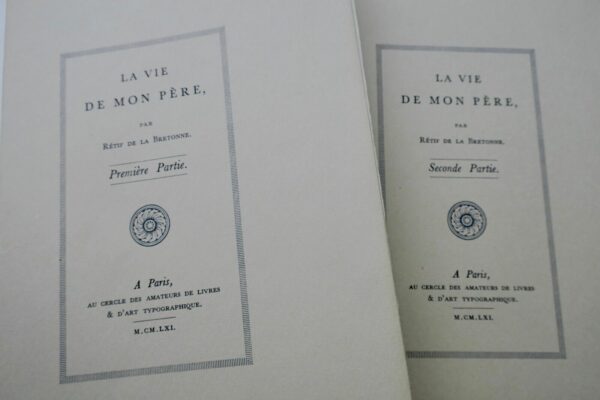 LA VIE
DE MON PÈRE,
PAR
RÉTIF DE LA BRETONNE.
Première Partie.
A Paris,
AU CERCLE DES AMATEURS DE LIVRES
& D'ART TYPOGRAPHIQUE.
M.CM.LXI.
LA VIE
DE MON PÈRE,
PAR
RÉTIF DE LA BRETONNE.
Seconde Partie.
A Paris,
AU CERCLE DES AMATEURS DE LIVRES
& D'ART TYPOGRAPHIQUE.
M.CM.LXI.